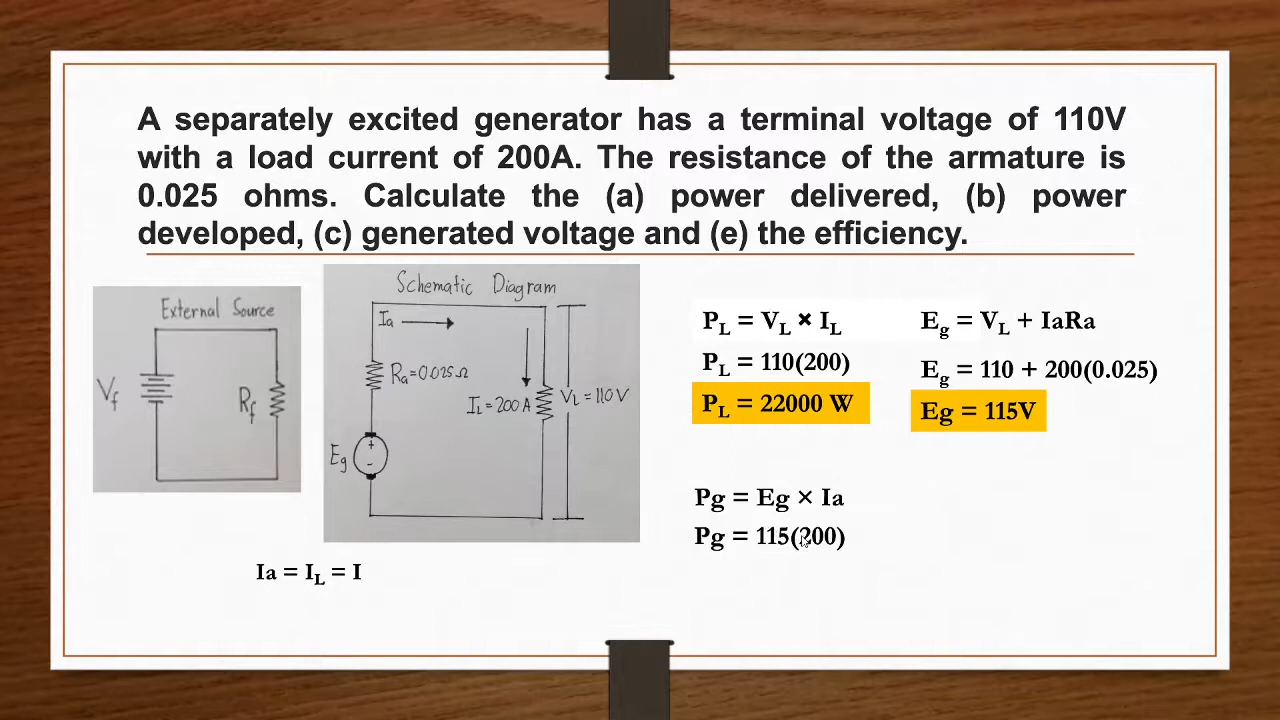 A separately excited generator has a terminal voltage of 110V
with a load current of 200A. The resistance of the armature is
0.025 ohms. Calculate the (a) power delivered, (b) power
developed, (c) generated voltage and (e) the efficiency.
External Source
Vf
Rf
Schematic Diagram
Ia
Ra=0.025Ω
IL=200A
VL=110V
Eg
+
-
Ia = IL = I
PL = VL × IL
PL = 110(200)
PL = 22000 W
Eg = VL + IaRa
Eg = 110 + 200(0.025)
Eg = 115V
Pg = Eg × Ia
Pg = 115(200)